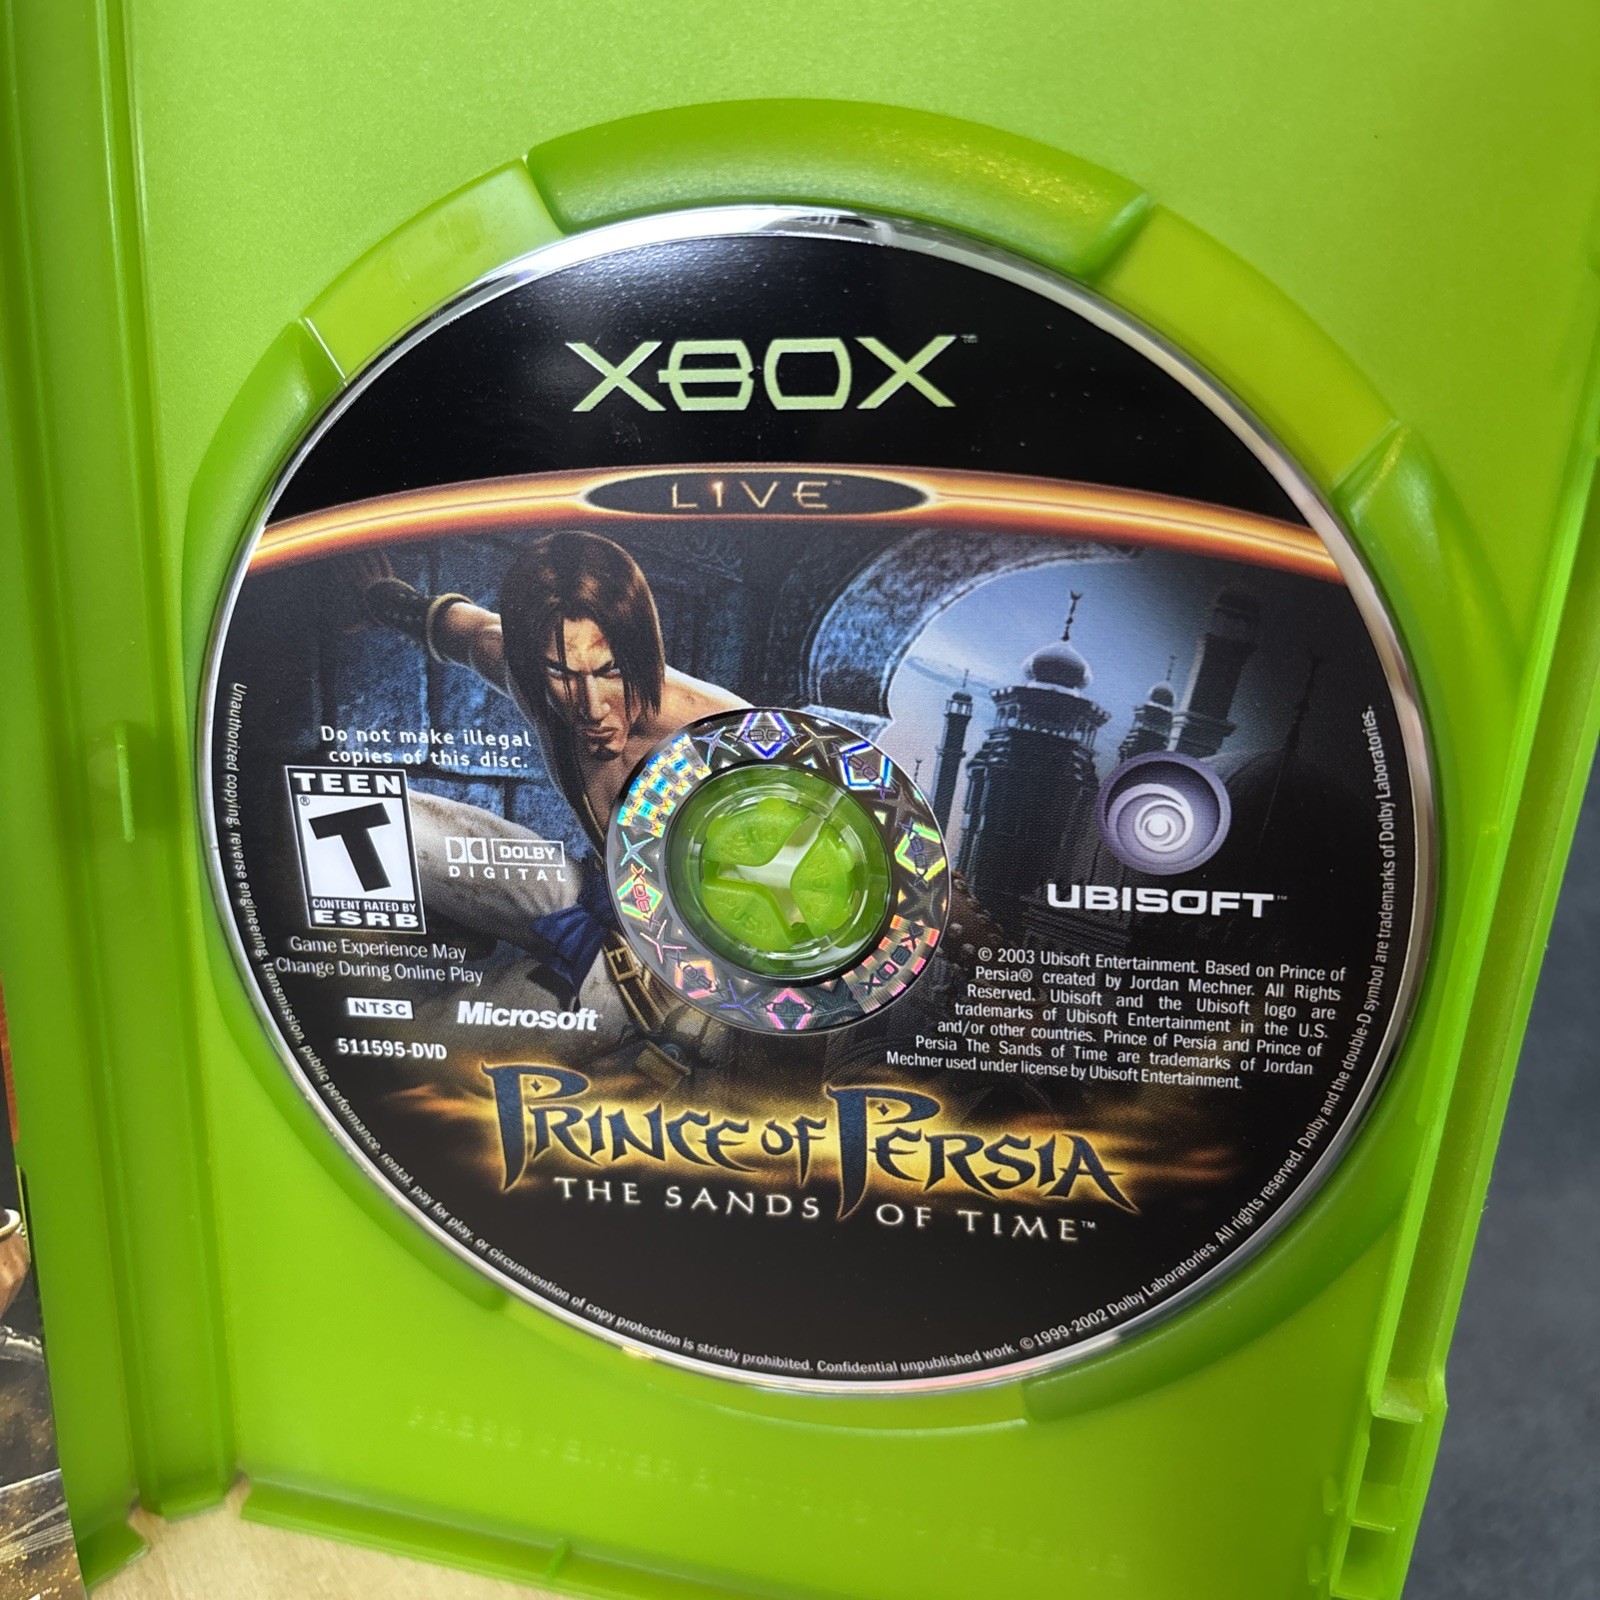 XBOX™
LIVE™
Do not make illegal
copies of this disc.
TEEN
T
®
CONTENT RATED BY
ESRB
DOLBY
DIGITAL
Game Experience May
Change During Online Play
NTSC
Microsoft
511595-DVD
UBISOFT™
© 2003 Ubisoft Entertainment. Based on Prince of
Persia® created by Jordan Mechner. All Rights
Reserved. Ubisoft and the Ubisoft logo are
trademarks of Ubisoft Entertainment in the U.S.
and/or other countries. Prince of Persia and Prince of
Persia The Sands of Time are trademarks of Jordan
Mechner used under license by Ubisoft Entertainment.
PRINCE OF PERSIA
THE SANDS OF TIME™
Unauthorized copying, reverse engineering, transmission, public performance, rental, pay for play, or circumvention of copy protection is strictly prohibited. Confidential unpublished work. ©1999-2002 Dolby Laboratories. All rights reserved. Dolby and the double-D symbol are trademarks of Dolby Laboratories.
XBOX